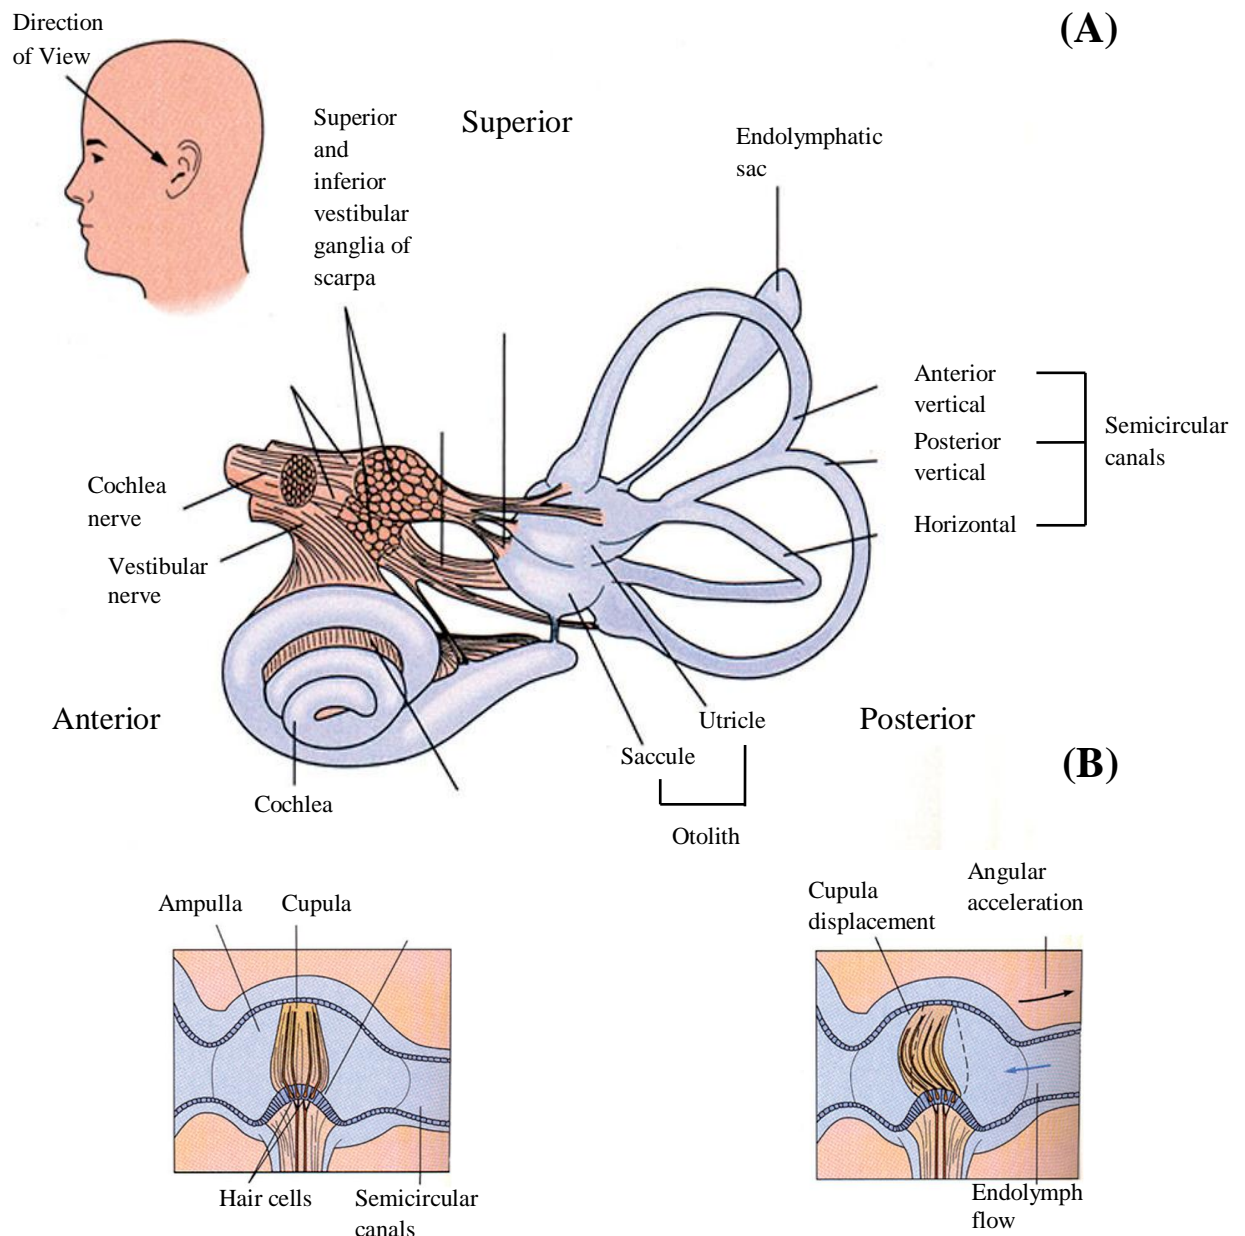 Direction
of View
(A)
Superior
and
inferior
vestibular
ganglia of
scarpa
Superior
Endolymphatic
sac
Anterior
vertical
Posterior
vertical
Horizontal
Semicircular
canals
Cochlea
nerve
Vestibular
nerve
Anterior
Posterior
Utricle
Saccule
Cochlea
Otolith
(B)
Ampulla
Cupula
Hair cells
Semicircular
canals
Cupula
displacement
Angular
acceleration
Endolymph
flow